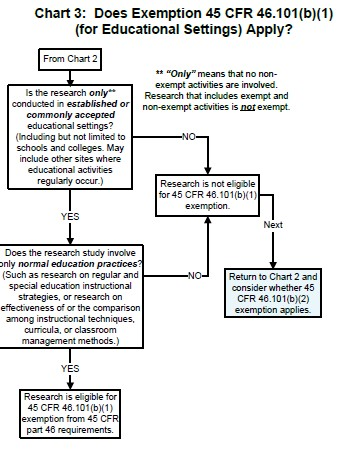 Chart 3: Does Exemption 45 CFR 46.101(b)(1)
(for Educational Settings) Apply?
From Chart 2
** "Only" means that no non-
exempt activities are involved.
Research that includes exempt and
non-exempt activities is not exempt.
Is the research only**
conducted in established or
commonly accepted
educational settings?
(Including but not limited to
schools and colleges. May
include other sites where
educational activities
regularly occur.)
NO
Research is not eligible
for 45 CFR 46.101(b)(1)
exemption.
YES
Next
Does the research study involve
only normal education practices?
(Such as research on regular and
special education instructional
strategies, or research on
effectiveness of or the comparison
among instructional techniques,
curricula, or classroom
management methods.)
NO
Return to Chart 2 and
consider whether 45
CFR 46.101(b)(2)
exemption applies.
YES
Research is eligible for
45 CFR 46.101(b)(1)
exemption from 45 CFR
part 46 requirements.